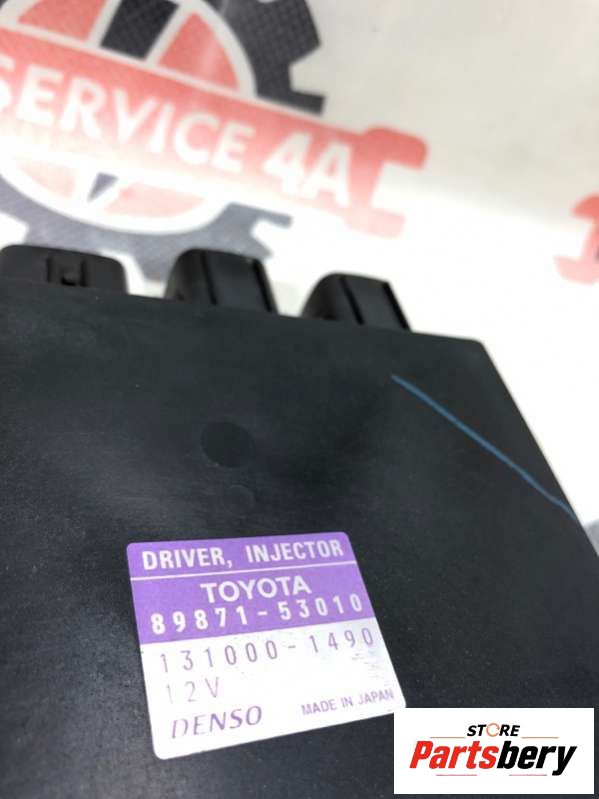 SERVICE 4A
DRIVER, INJECTOR
TOYOTA
89871-53010
131000-1490
12V
DENSO MADE IN JAPAN
STORE
Partsbery